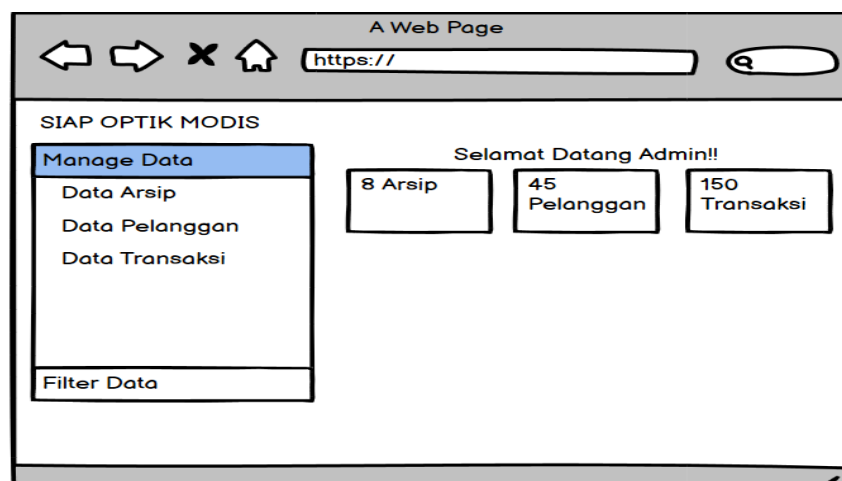 A Web Page
https://
SIAP OPTIK MODIS
Manage Data
Data Arsip
Data Pelanggan
Data Transaksi
Filter Data
Selamat Datang Admin!!
8 Arsip
45
Pelanggan
150
Transaksi